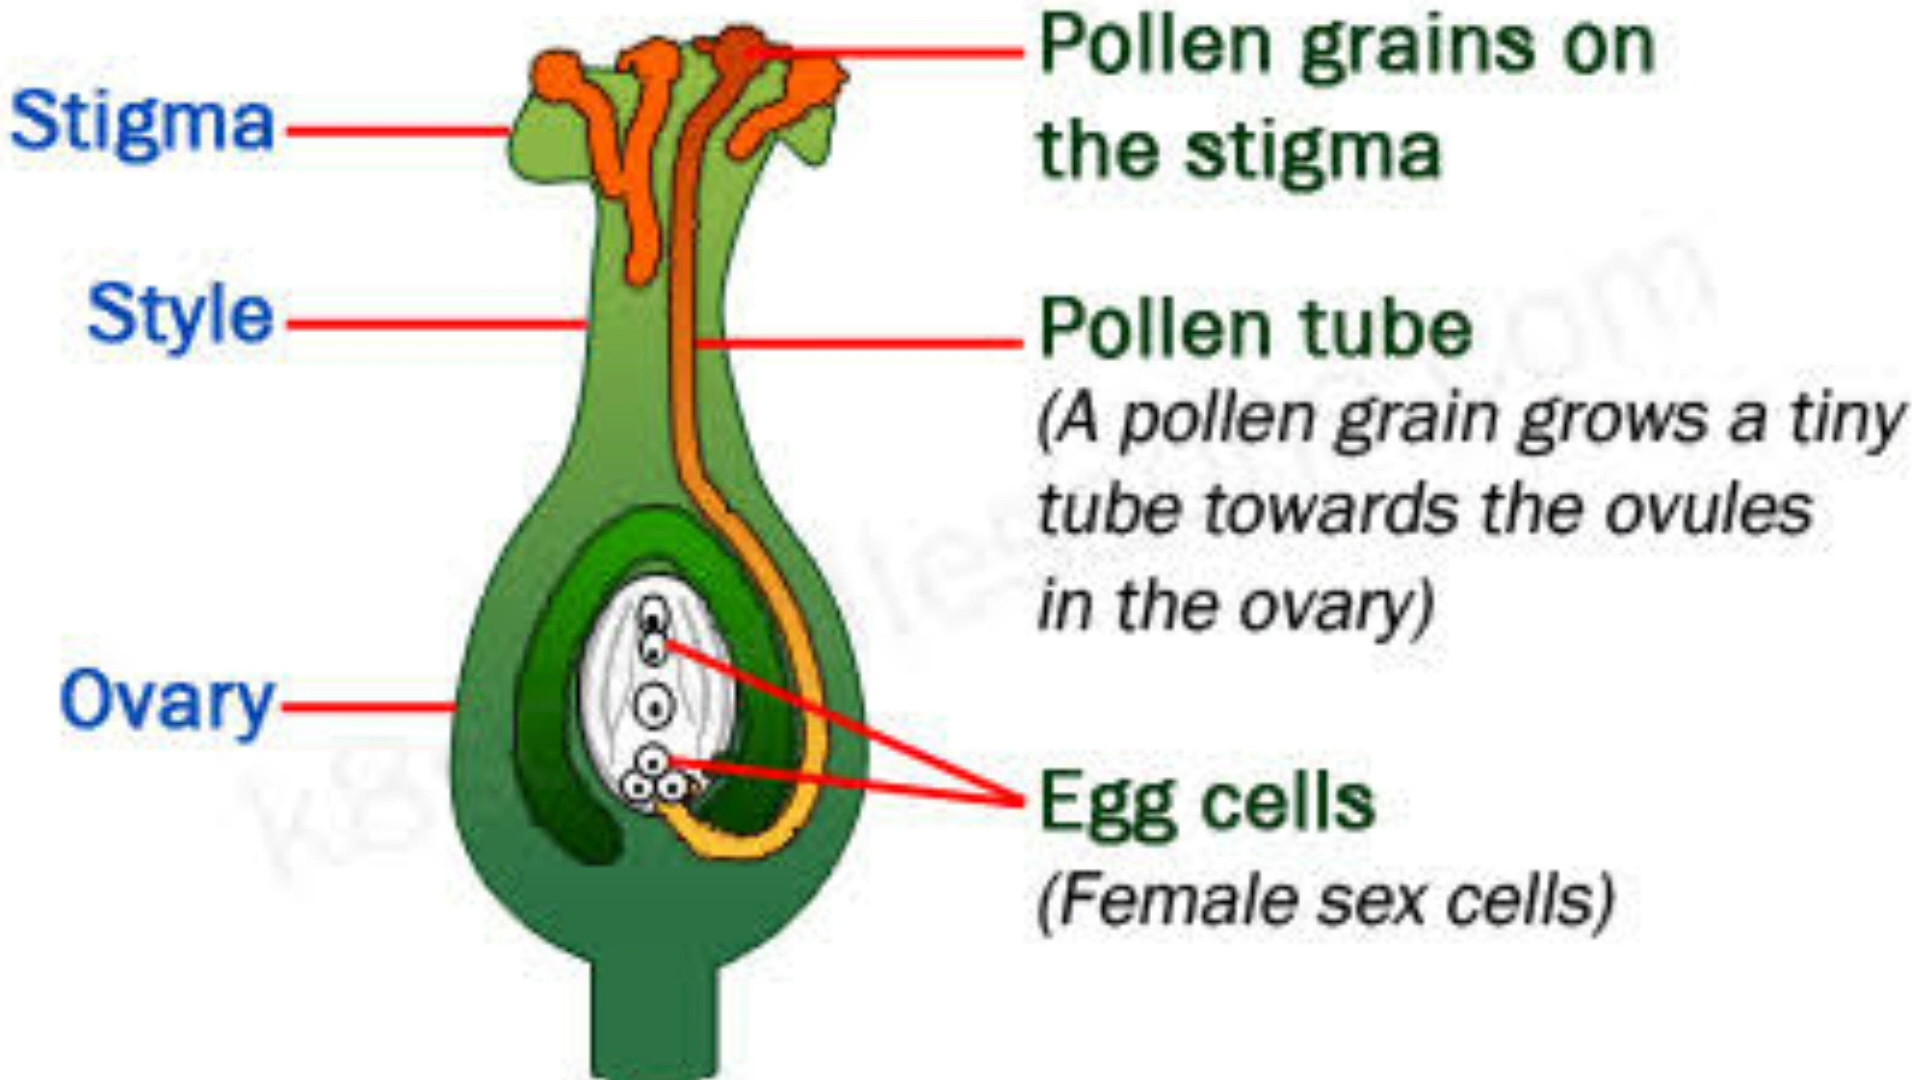 Stigma
Style
Ovary
Pollen grains on
the stigma
Pollen tube
(A pollen grain grows a tiny
tube towards the ovules
in the ovary)
Egg cells
(Female sex cells)